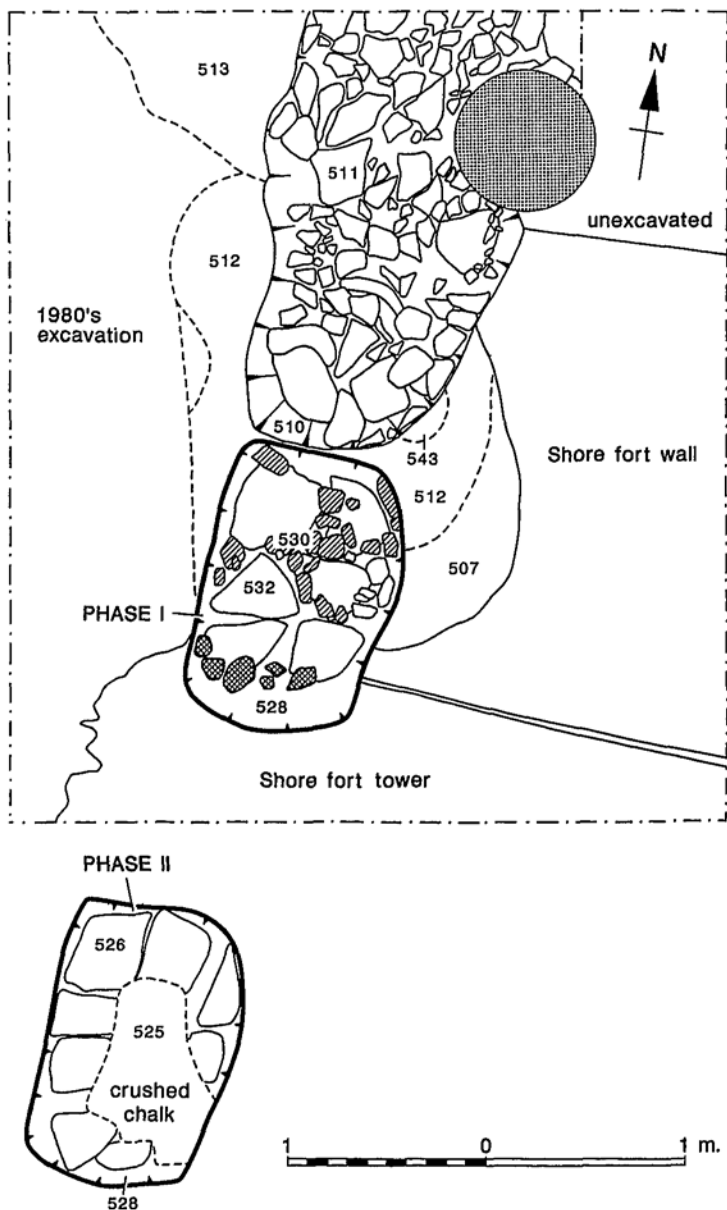 513
N
511
unexcavated
512
1980's
excavation
510
543
Shore fort wall
512
530
507
532
PHASE I
528
Shore fort tower
PHASE II
526
525
crushed
chalk
528
1 0 1 m.